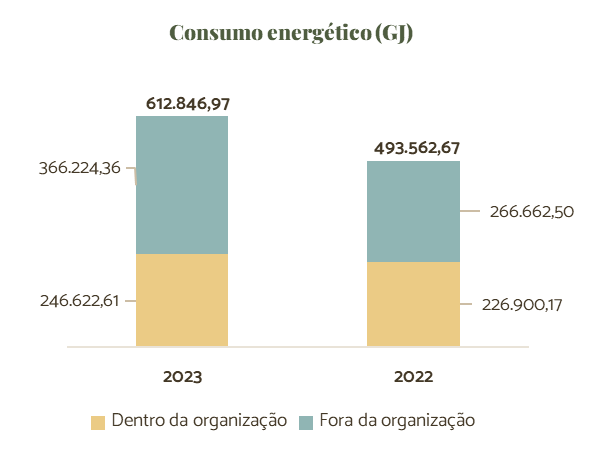 Consumo energético (GJ)
612.846,97
493.562,67
366.224,36
266.662,50
246.622,61
226.900,17
2023
2022
Dentro da organização
Fora da organização